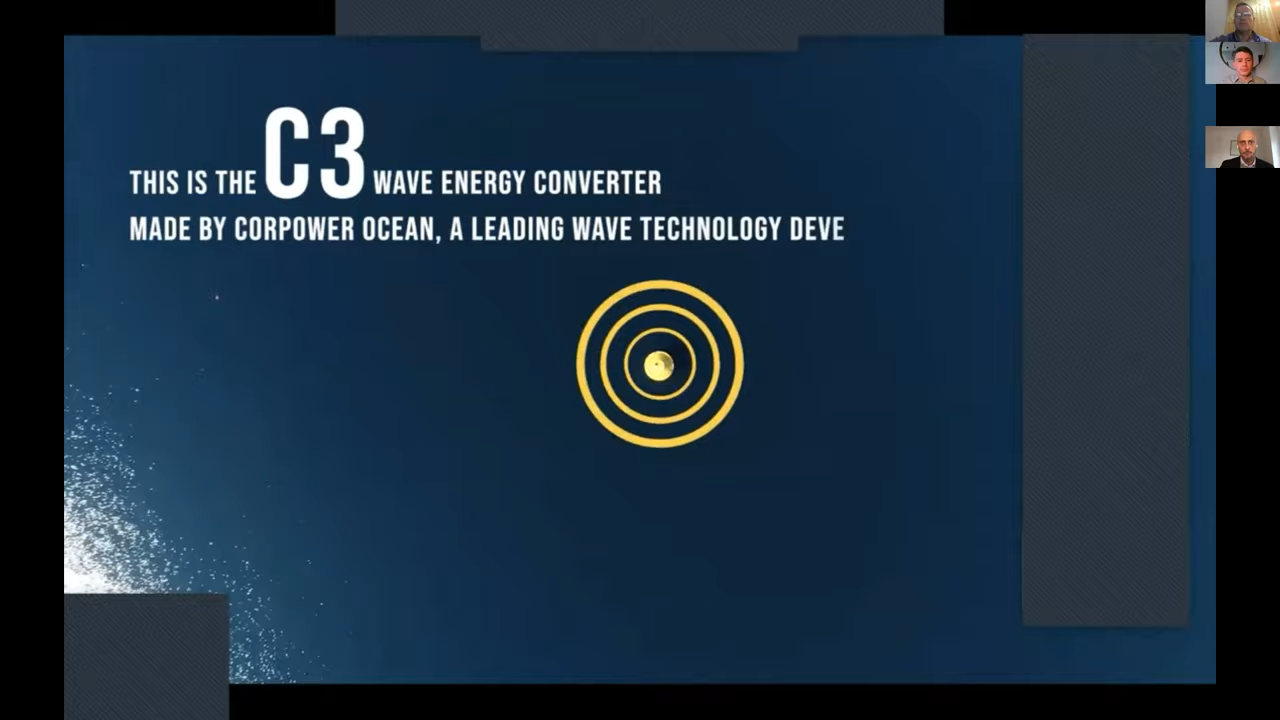 THIS IS THE C3 WAVE ENERGY CONVERTER
MADE BY CORPOWER OCEAN, A LEADING WAVE TECHNOLOGY DEVE